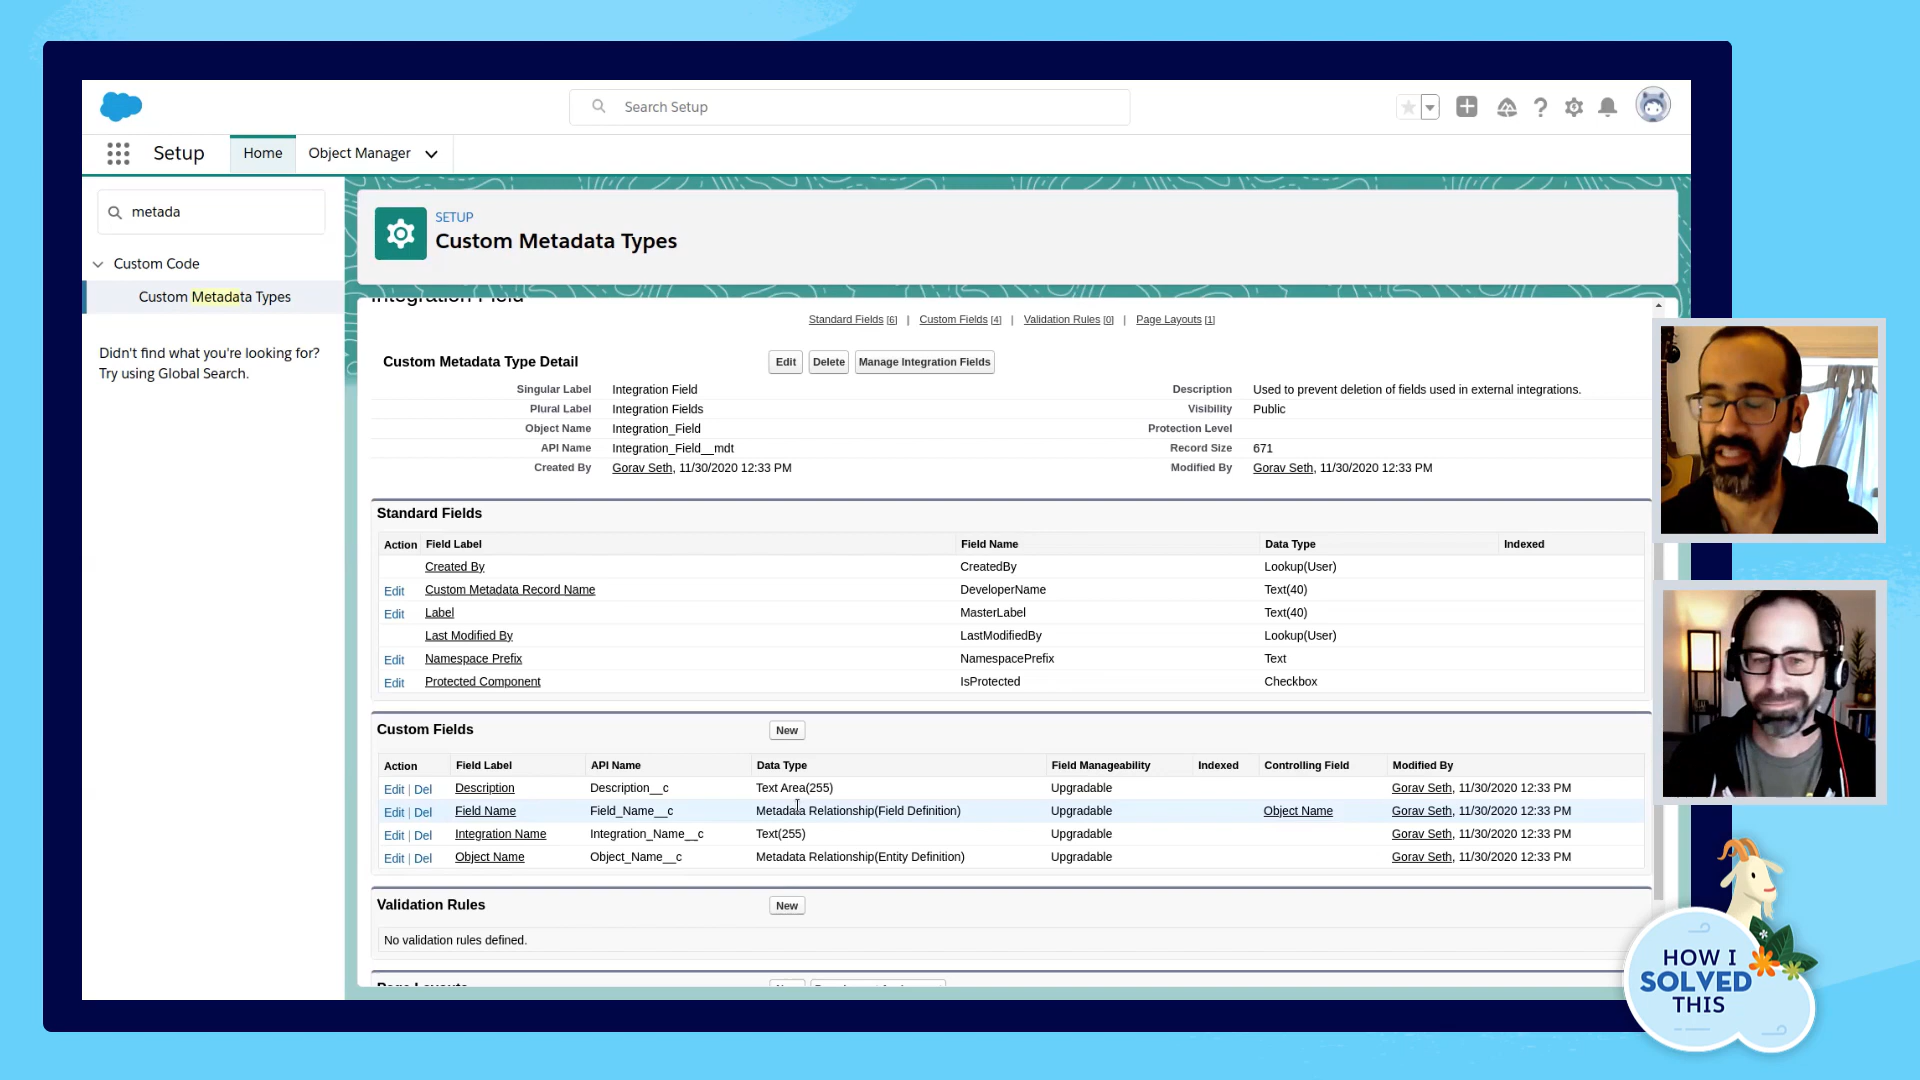 Search Setup
Setup
Home
Object Manager
metada
Custom Code
Custom Metadata Types
Didn't find what you're looking for?
Try using Global Search.
SETUP
Custom Metadata Types
Integration Field
Standard Fields [6] | Custom Fields [4] | Validation Rules [0] | Page Layouts [1]
Custom Metadata Type Detail
Edit
Delete
Manage Integration Fields
Singular Label Integration Field
Description Used to prevent deletion of fields used in external integrations.
Plural Label Integration Fields
Visibility Public
Object Name Integration_Field
Protection Level
API Name Integration_Field__mdt
Record Size 671
Created By Gorav Seth, 11/30/2020 12:33 PM
Modified By Gorav Seth, 11/30/2020 12:33 PM
Standard Fields
Action Field Label Field Name Data Type Indexed
Created By CreatedBy Lookup(User)
Edit Custom Metadata Record Name DeveloperName Text(40)
Edit Label MasterLabel Text(40)
Last Modified By LastModifiedBy Lookup(User)
Edit Namespace Prefix NamespacePrefix Text
Edit Protected Component IsProtected Checkbox
Custom Fields
New
Action Field Label API Name Data Type Field Manageability Indexed Controlling Field Modified By
Edit | Del Description Description__c Text Area(255) Upgradable Gorav Seth, 11/30/2020 12:33 PM
Edit | Del Field Name Field_Name__c Metadata Relationship(Field Definition) Upgradable Object Name Gorav Seth, 11/30/2020 12:33 PM
Edit | Del Integration Name Integration_Name__c Text(255) Upgradable Gorav Seth, 11/30/2020 12:33 PM
Edit | Del Object Name Object_Name__c Metadata Relationship(Entity Definition) Upgradable Gorav Seth, 11/30/2020 12:33 PM
Validation Rules
New
No validation rules defined.
Page Layouts
HOW I
SOLVED
THIS